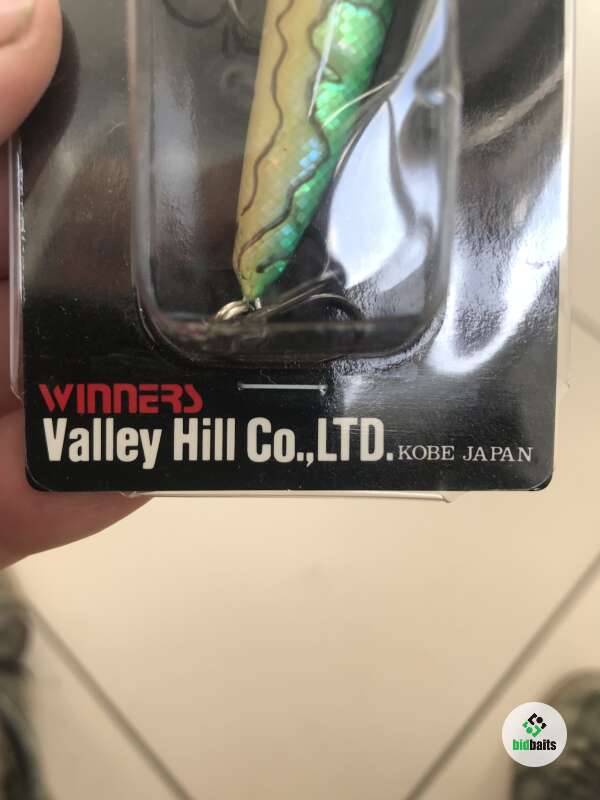 WINNERS
Valley Hill Co.,LTD. KOBE JAPAN
bidbaits